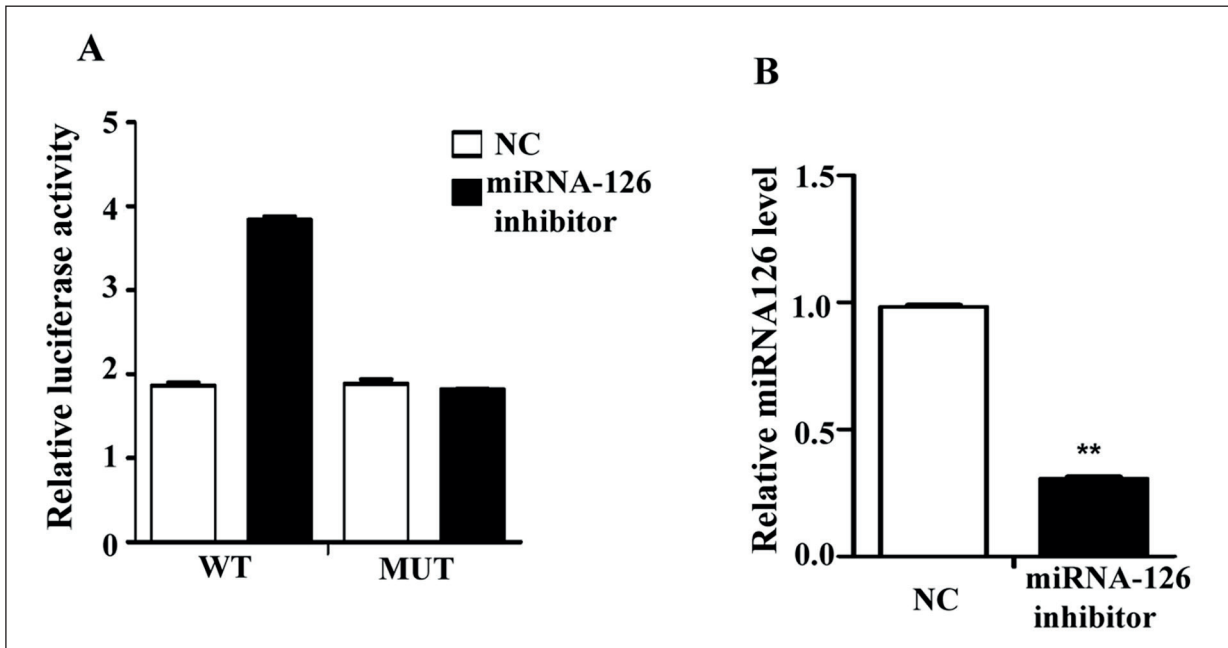 A
Relative luciferase activity
5
4
3
2
1
0
NC
miRNA-126
inhibitor
WT
MUT
B
Relative miRNA126 level
1.5
1.0
0.5
0.0
**
NC
miRNA-126
inhibitor